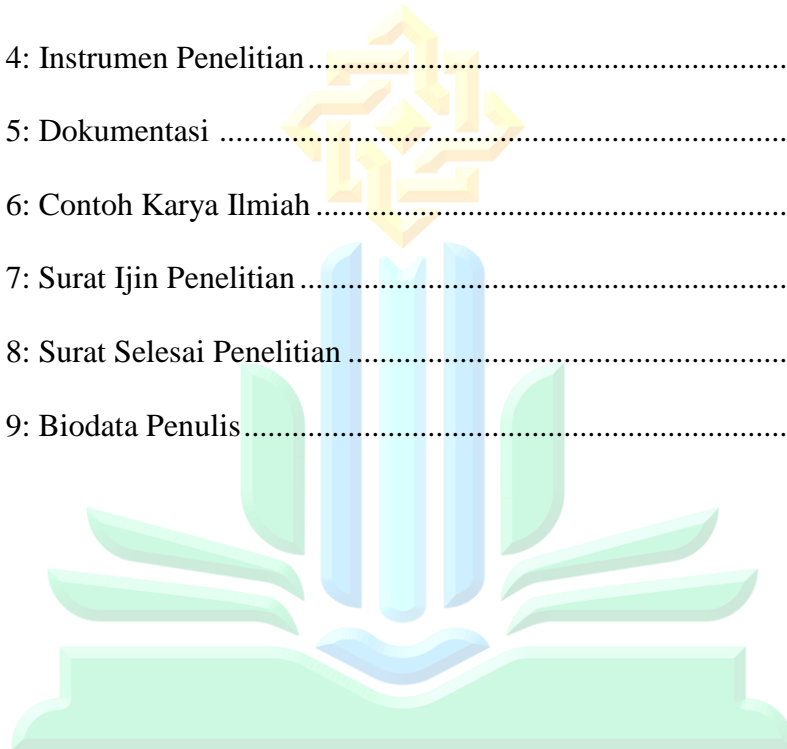 4: Instrumen Penelitian............................................................
5: Dokumentasi .......................................................................
6: Contoh Karya Ilmiah...........................................................
7: Surat Ijin Penelitian.............................................................
8: Surat Selesai Penelitian .......................................................
9: Biodata Penulis....................................................................